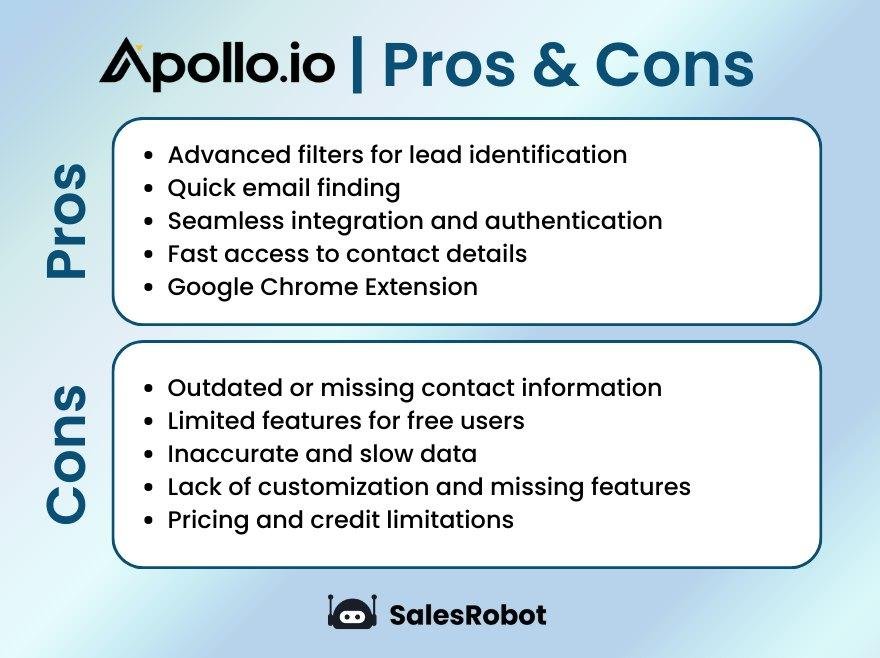 Apollo.io | Pros & Cons
Pros
• Advanced filters for lead identification
• Quick email finding
• Seamless integration and authentication
• Fast access to contact details
• Google Chrome Extension
Cons
• Outdated or missing contact information
• Limited features for free users
• Inaccurate and slow data
• Lack of customization and missing features
• Pricing and credit limitations
SalesRobot